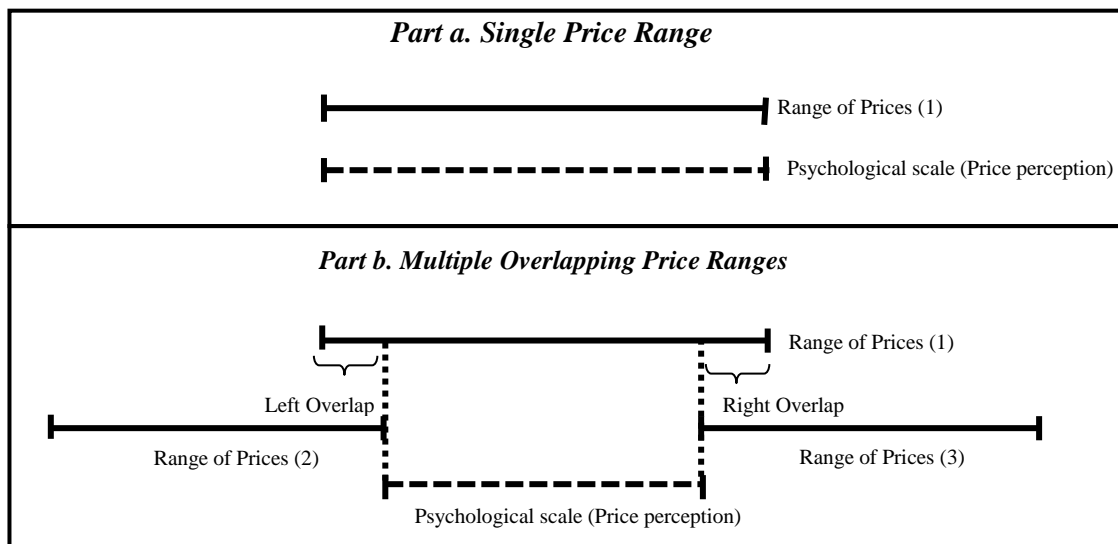 Part a. Single Price Range
Range of Prices (1)
Psychological scale (Price perception)
Part b. Multiple Overlapping Price Ranges
Range of Prices (1)
Left Overlap
Right Overlap
Range of Prices (2)
Range of Prices (3)
Psychological scale (Price perception)